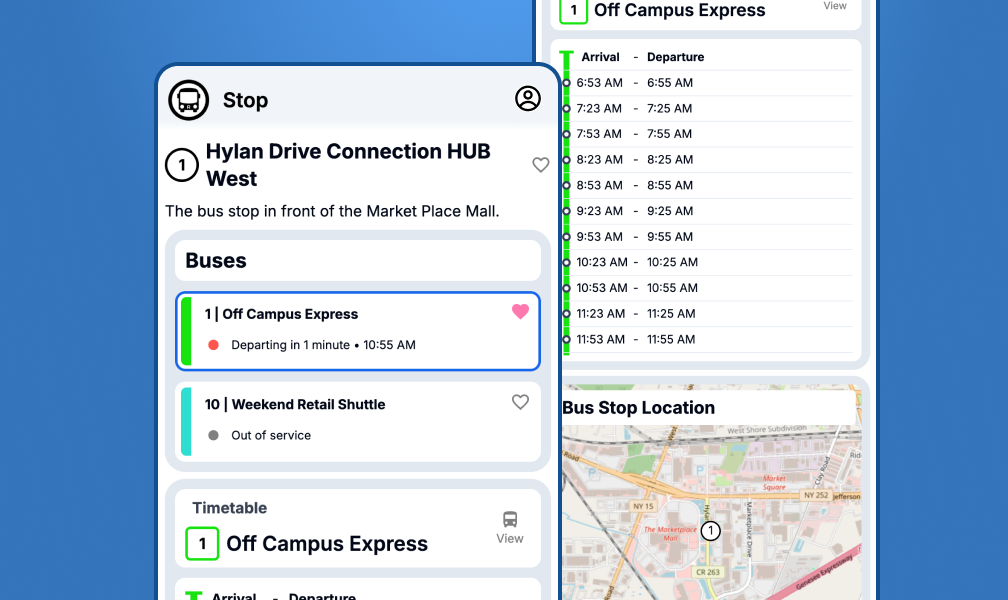 Stop
1
Hylan Drive Connection HUB
West
The bus stop in front of the Market Place Mall.
Buses
1 | Off Campus Express
Departing in 1 minute • 10:55 AM
10 | Weekend Retail Shuttle
Out of service
Timetable
1 Off Campus Express
View
Arrival - Departure
1 Off Campus Express
View
Arrival - Departure
6:53 AM - 6:55 AM
7:23 AM - 7:25 AM
7:53 AM - 7:55 AM
8:23 AM - 8:25 AM
8:53 AM - 8:55 AM
9:23 AM - 9:25 AM
9:53 AM - 9:55 AM
10:23 AM - 10:25 AM
10:53 AM - 10:55 AM
11:23 AM - 11:25 AM
11:53 AM - 11:55 AM
Bus Stop Location
West Shore Subdivision
Road
Clay Road
Rid
P
Market
Square
NY 252
Jefferson
NY 15
P
Hylan
The Marketplace
Mall
1
Marketplace Drive
CR 263
Genesee Expressway